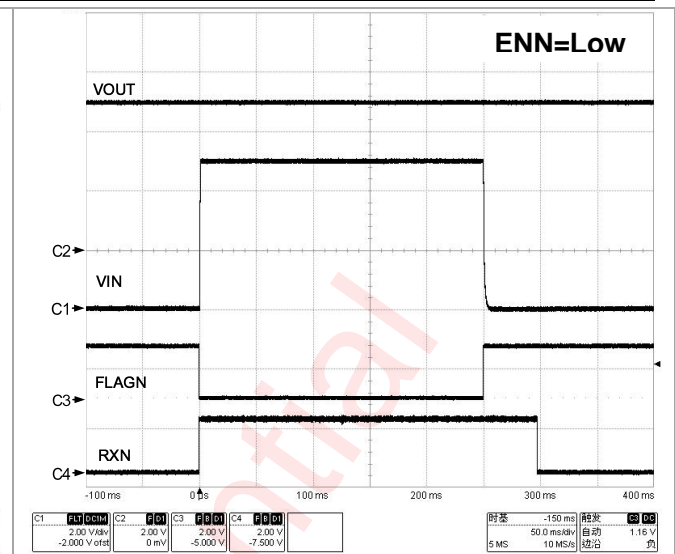 ENN=Low
VOUT
C2
VIN
C1
FLAGN
C3
RXN
C4
-100 ms 0 µs 100 ms 200 ms 300 ms 400 ms
C1 FLT DC1M C2 F D1 C3 F B D1 C4 F B D1 时基 -150 ms 触发 C3 DC
2.00 V/div 2.00 V 2.00 V 2.00 V 50.0 ms/div 自动 1.16 V
-2.000 V ofst 0 mV -5.000 V -7.500 V 5 MS 10 MS/s 边沿 负
ntial